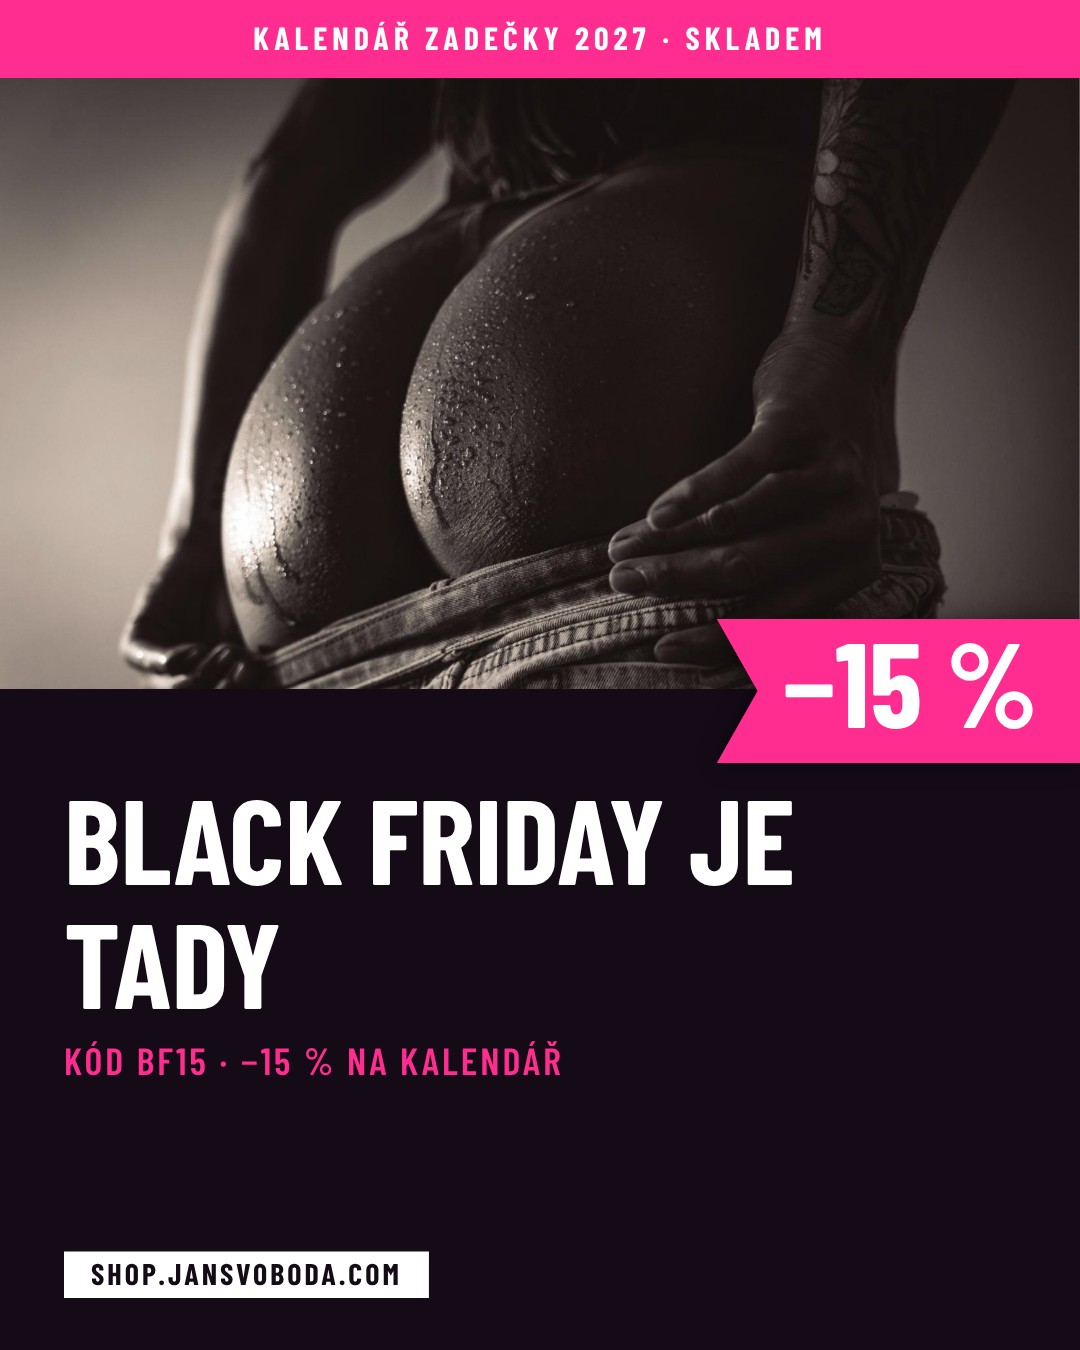 KALENDÁŘ ZADEČKY 2027 · SKLADEM
–15 %
BLACK FRIDAY JE
TADY
KÓD BF15 · –15 % NA KALENDÁŘ
SHOP.JANSVOBODA.COM